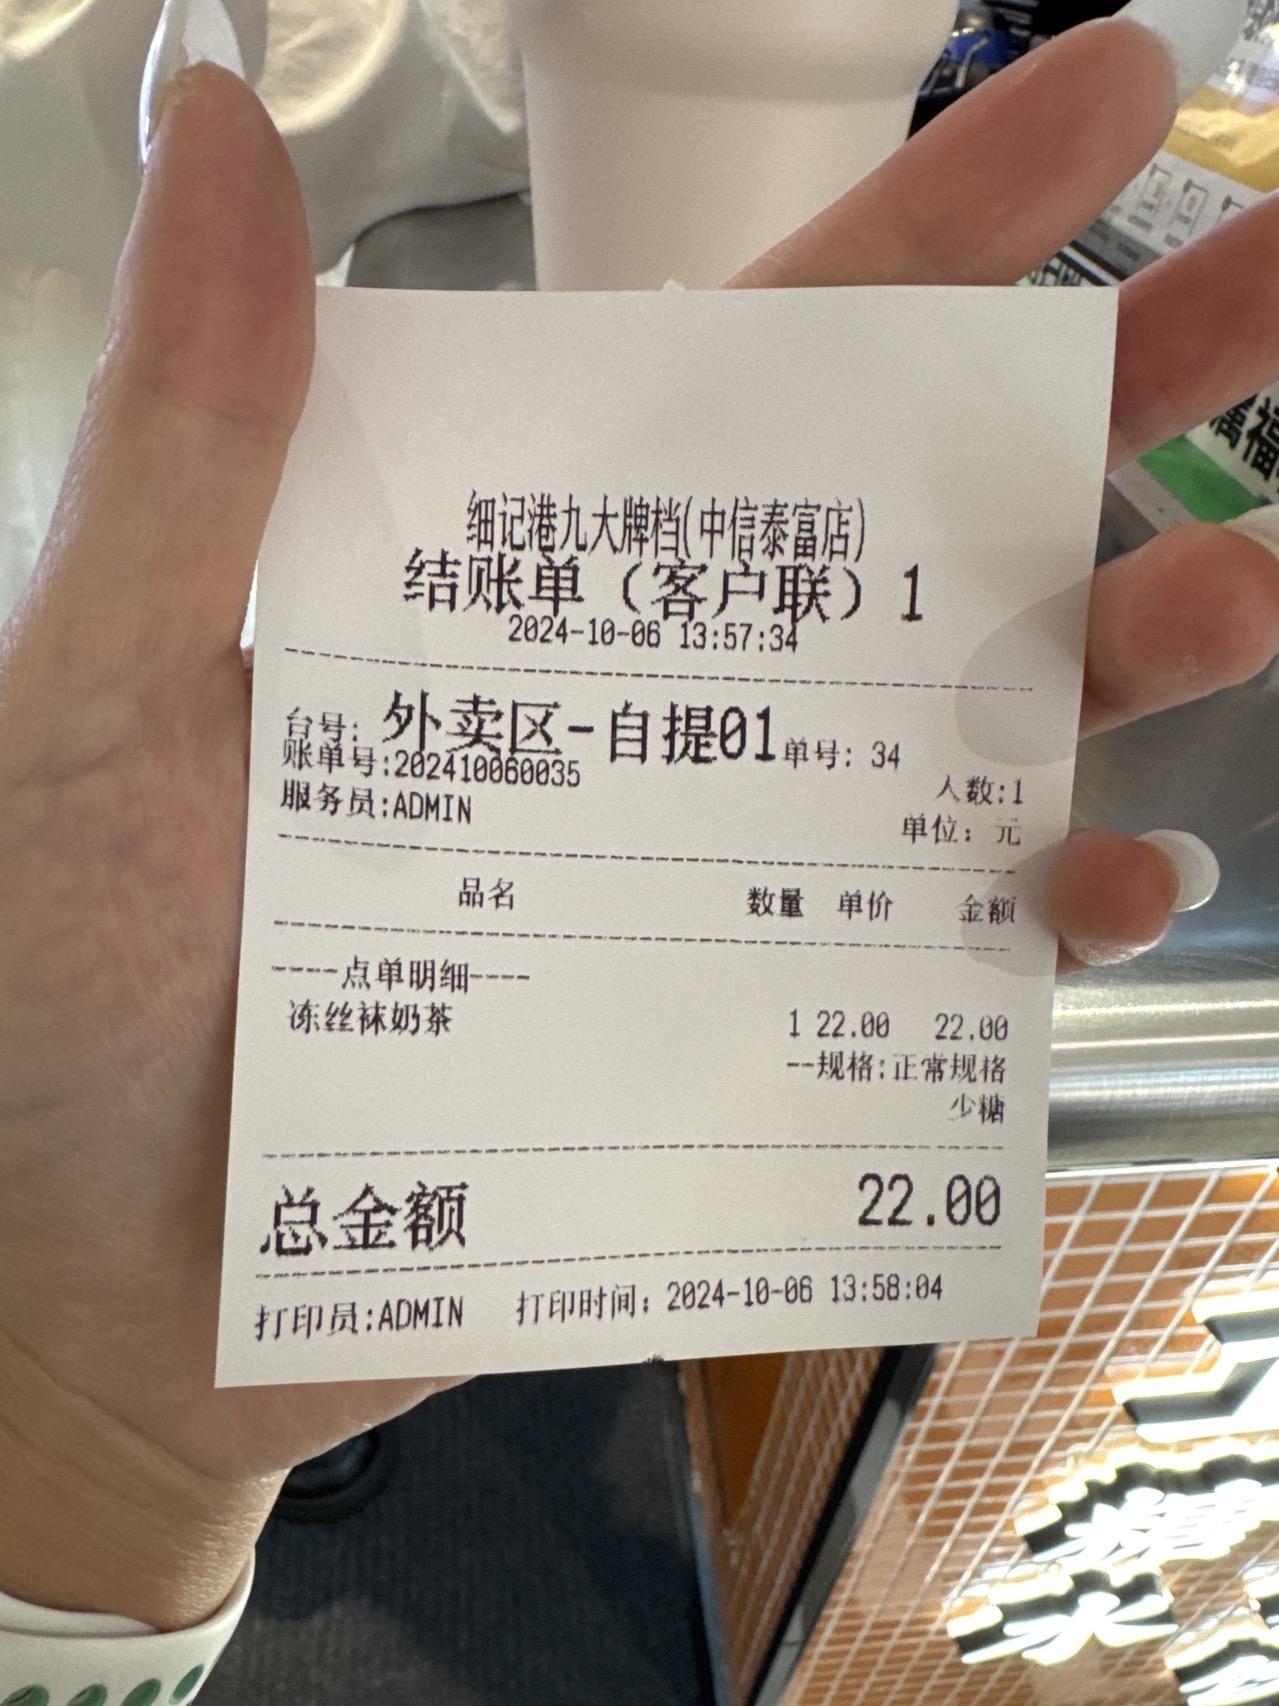 细记港九大牌档(中信泰富店)
结账单（客户联）1
2024-10-06 13:57:34
台号: 外卖区-自提01 单号: 34
账单号:202410060035
人数:1
服务员:ADMIN
单位: 元
品名 数量 单价 金额
----点单明细----
冻丝袜奶茶 1 22.00 22.00
--规格:正常规格
少糖
总金额 22.00
打印员:ADMIN 打印时间: 2024-10-06 13:58:04
福
水